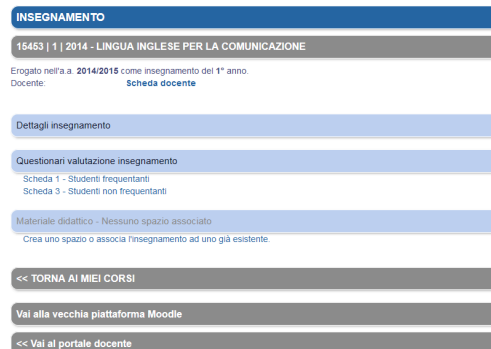 INSEGNAMENTO
15453 | 1 | 2014 - LINGUA INGLESE PER LA COMUNICAZIONE
Erogato nell'a.a. 2014/2015 come insegnamento del 1° anno.
Docente: Scheda docente
Dettagli insegnamento
Questionari valutazione insegnamento
Scheda 1 - Studenti frequentanti
Scheda 3 - Studenti non frequentanti
Materiale didattico - Nessuno spazio associato
Crea uno spazio o associa l'insegnamento ad uno già esistente.
<< TORNA AI MIEI CORSI
Vai alla vecchia piattaforma Moodle
<< Vai al portale docente